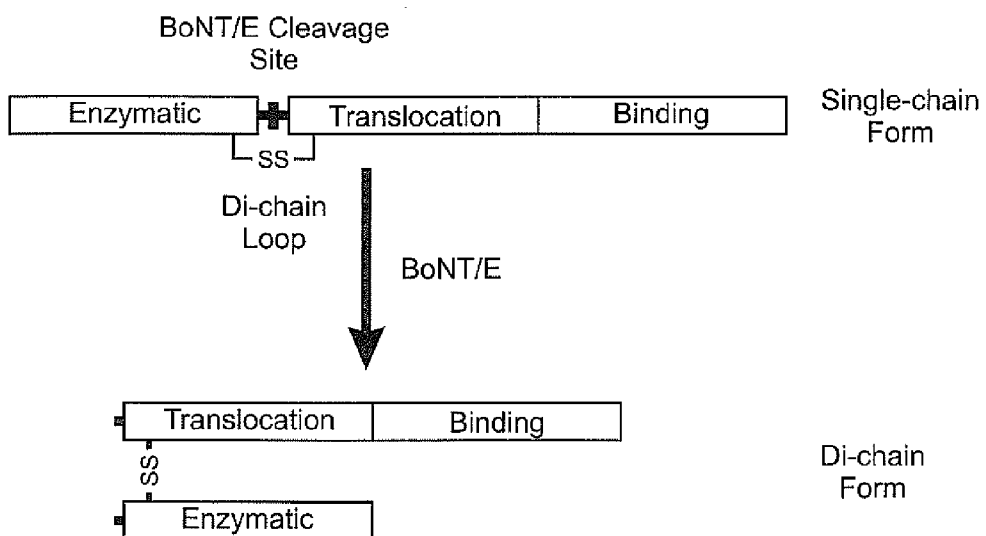 BoNT/E Cleavage
Site
Enzymatic
Translocation
Binding
Single-chain
Form
SS
Di-chain
Loop
BoNT/E
Translocation
Binding
SS
Di-chain
Form
Enzymatic